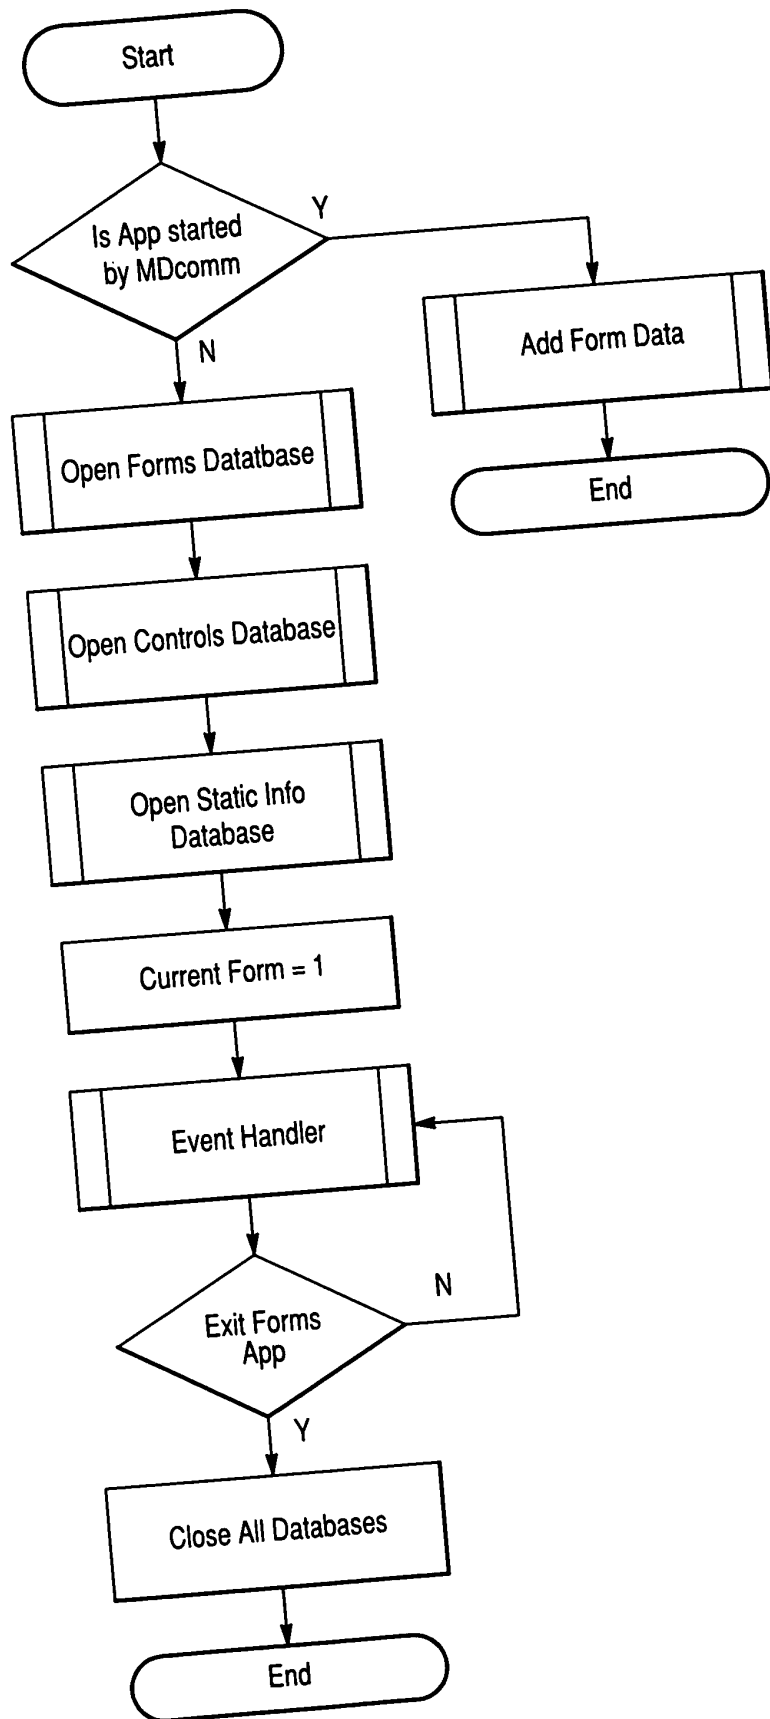 Start
Is App started
by MDcomm
Y
N
Add Form Data
End
Open Forms Datatbase
Open Controls Database
Open Static Info
Database
Current Form = 1
Event Handler
Exit Forms
App
N
Y
Close All Databases
End